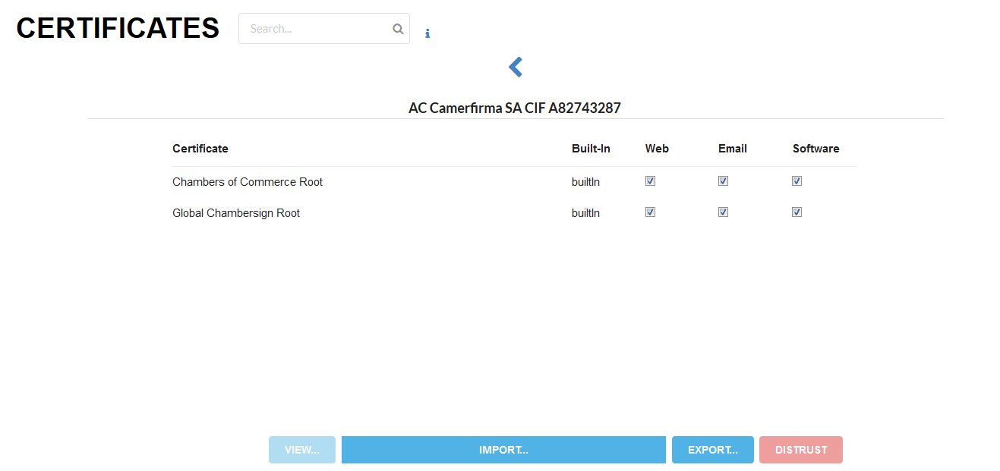 CERTIFICATES
Search...
AC Camerfirma SA CIF A82743287
Certificate Built-In Web Email Software
Chambers of Commerce Root builtIn
Global Chambersign Root builtIn
VIEW... IMPORT... EXPORT... DISTRUST